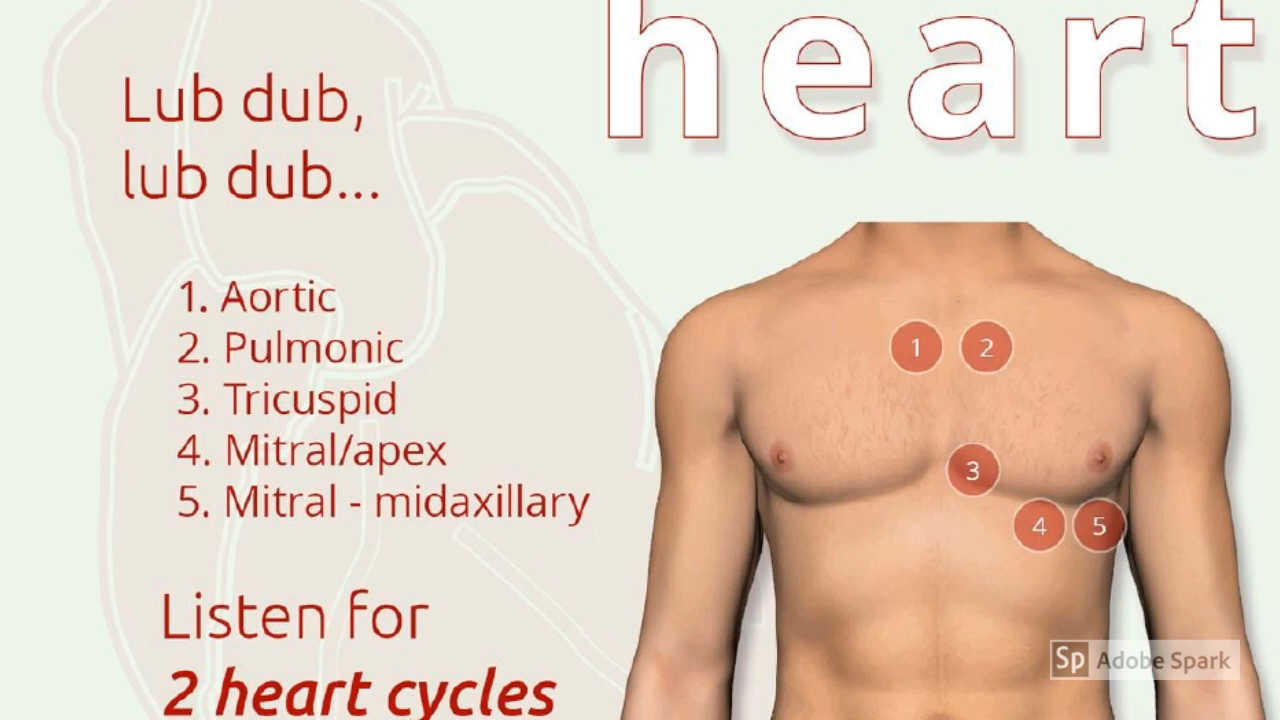 heart
Lub dub,
lub dub...
1. Aortic
2. Pulmonic
3. Tricuspid
4. Mitral/apex
5. Mitral - midaxillary
Listen for
2 heart cycles
1
2
3
4
5
Sp Adobe Spark